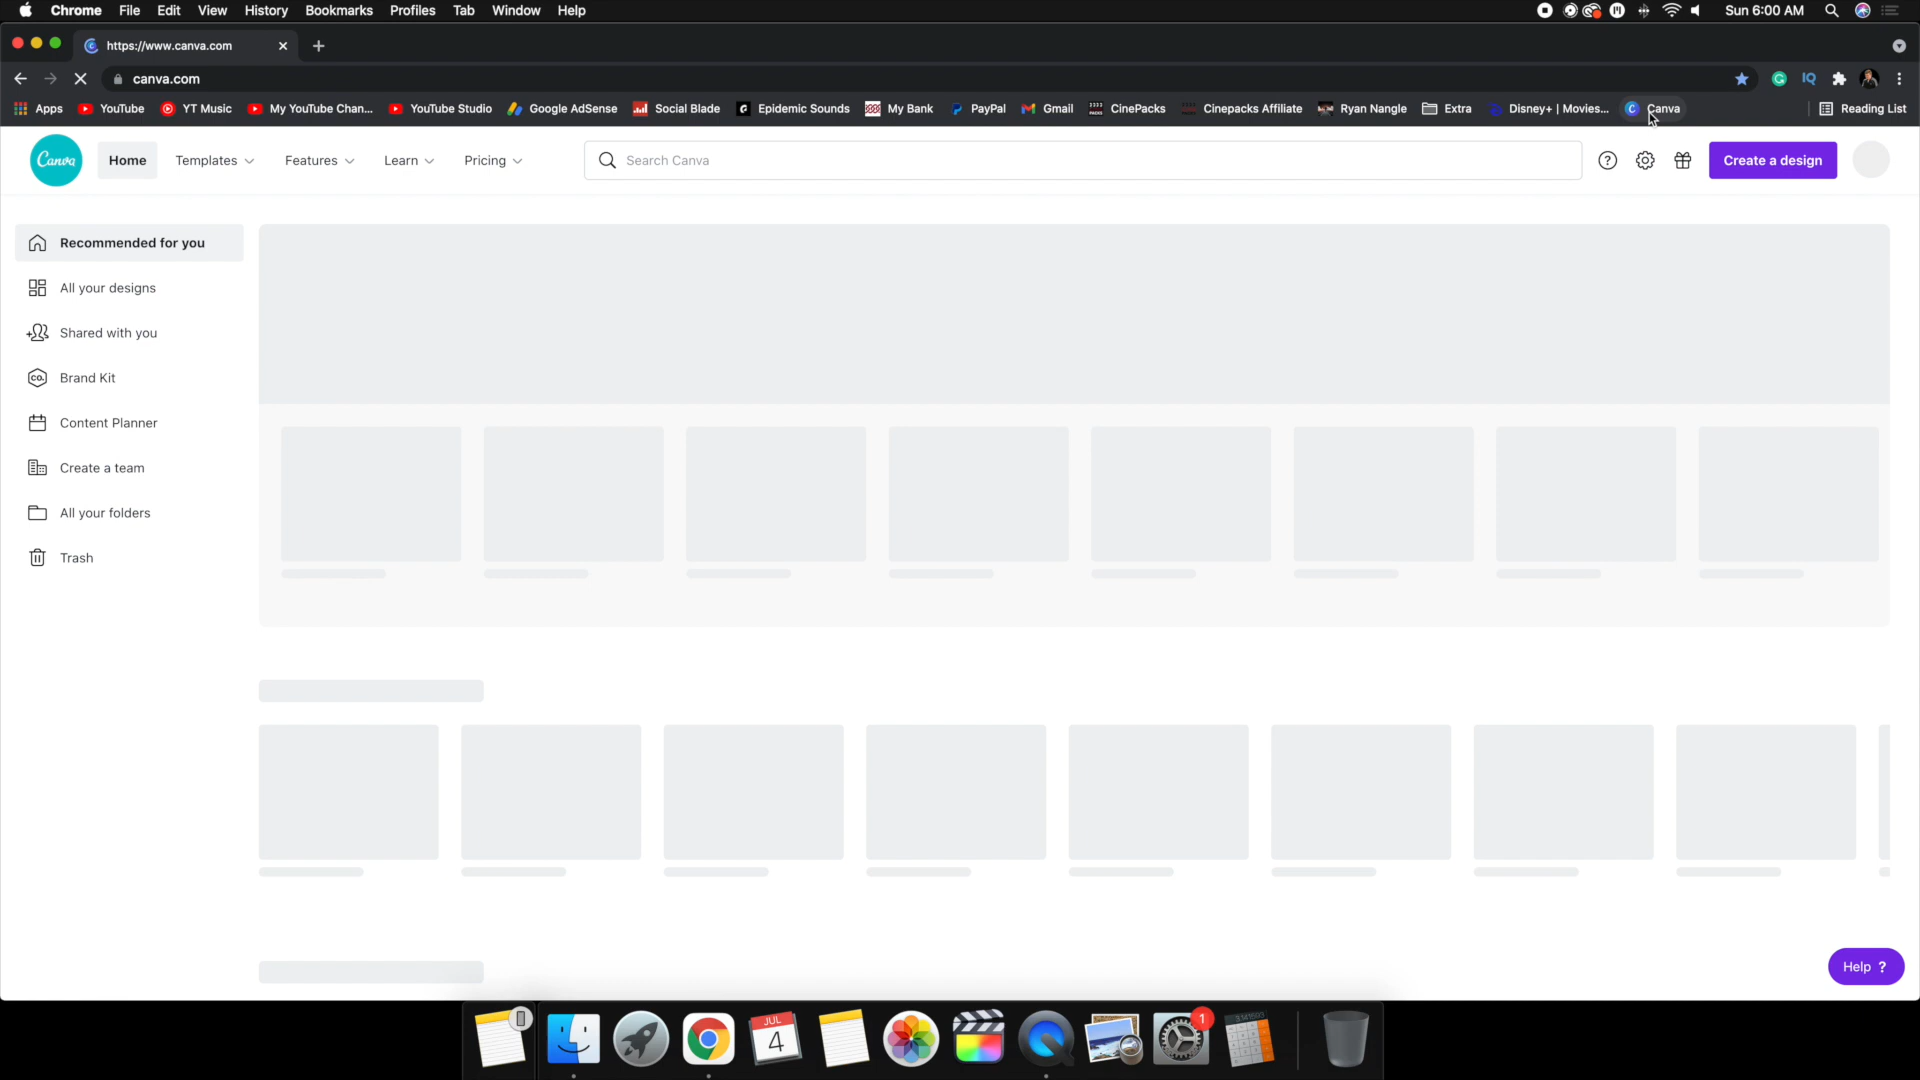 Chrome File Edit View History Bookmarks Profiles Tab Window Help Sun 6:00 AM
https://www.canva.com
canva.com
Apps YouTube YT Music My YouTube Chan... YouTube Studio Google AdSense Social Blade Epidemic Sounds My Bank PayPal Gmail CinePacks Cinepacks Affiliate Ryan Nangle Extra Disney+ | Movies... Canva Reading List
Canva Home Templates Features Learn Pricing Search Canva Create a design
Recommended for you
All your designs
Shared with you
CO. Brand Kit
Content Planner
Create a team
All your folders
Trash
Help ?
JUL
4
1